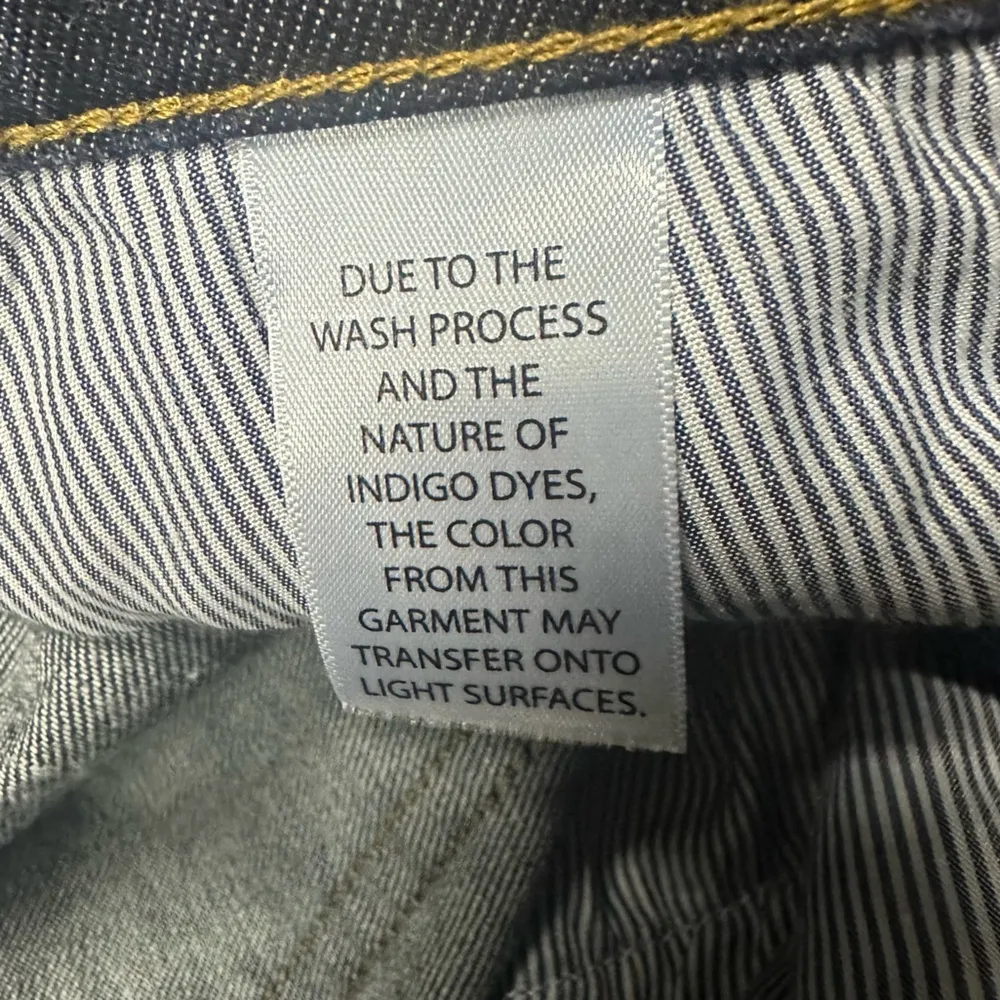 DUE TO THE
WASH PROCESS
AND THE
NATURE OF
INDIGO DYES,
THE COLOR
FROM THIS
GARMENT MAY
TRANSFER ONTO
LIGHT SURFACES.